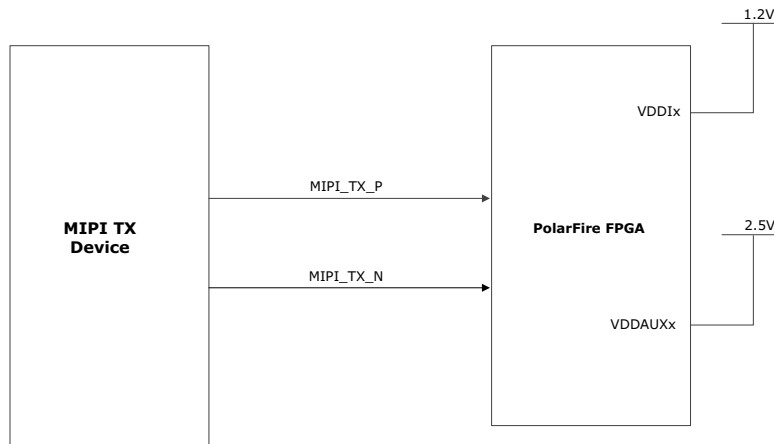 1.2V
VDDIx
MIPI_TX_P
MIPI TX
Device
PolarFire FPGA
2.5V
MIPI_TX_N
VDDAUXx